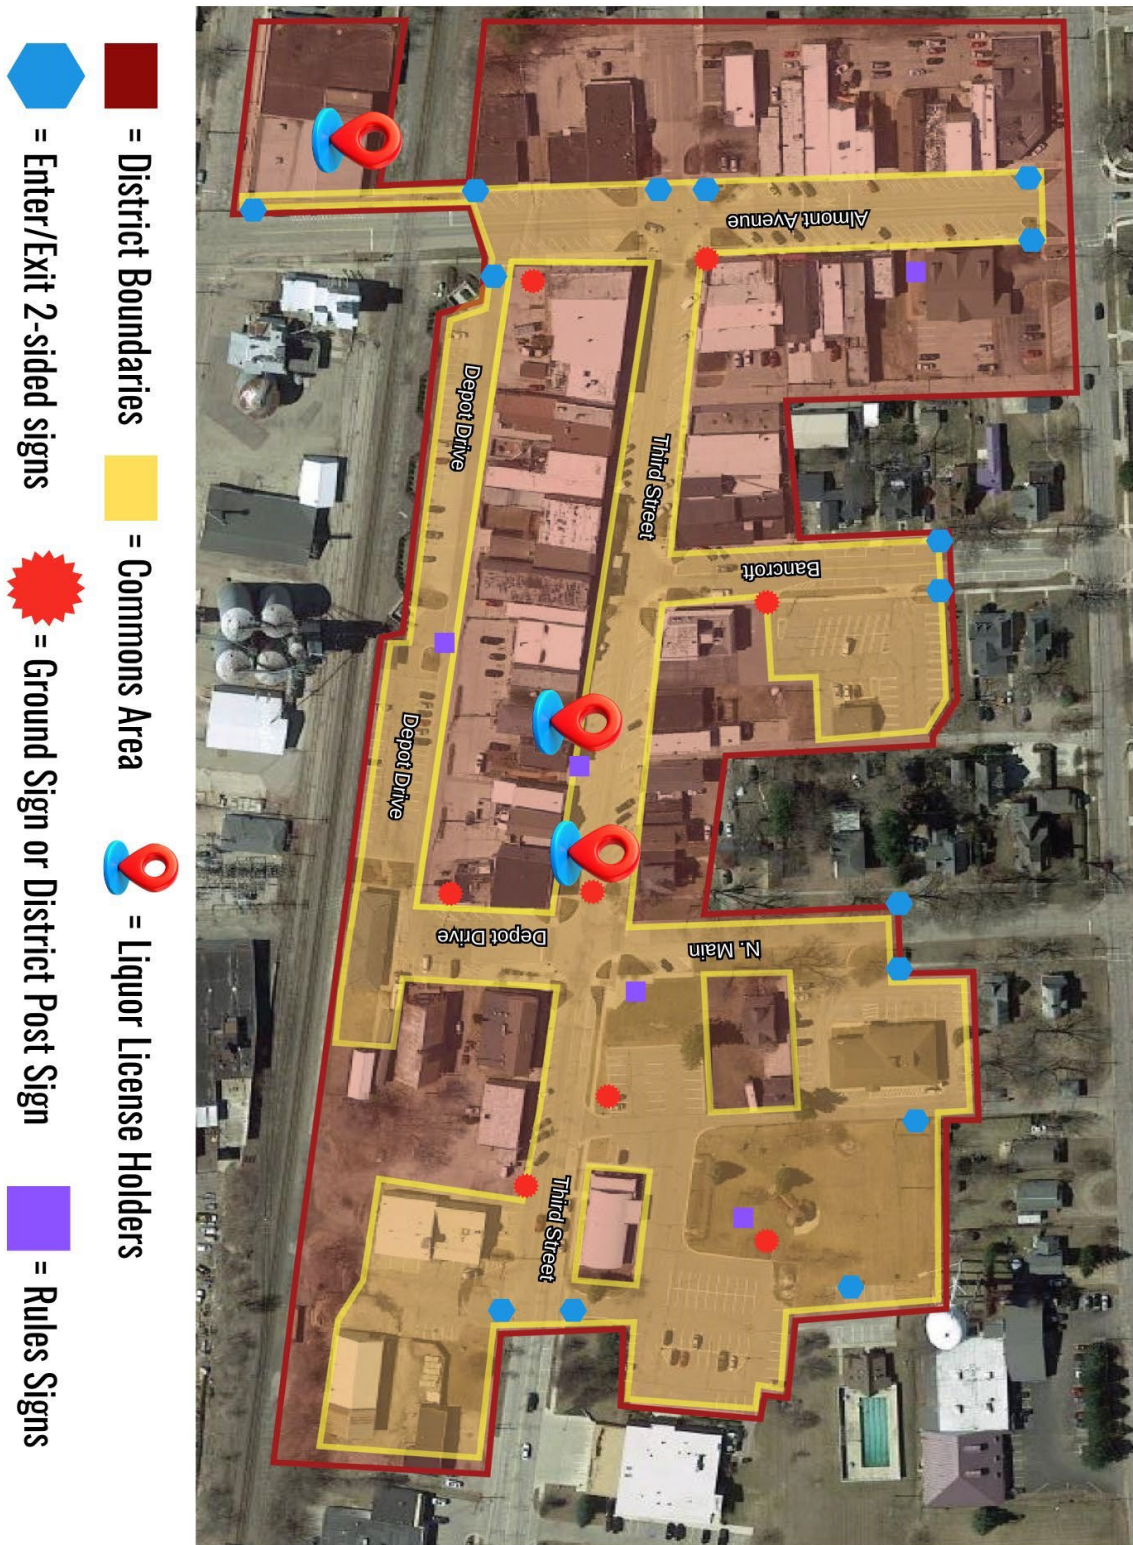 Almont Avenue
Third Street
Bancroft
Depot Drive
Depot Drive
Depot Drive
N. Main
Third Street
= District Boundaries
= Commons Area
= Liquor License Holders
= Enter/Exit 2-sided signs
= Ground Sign or District Post Sign
= Rules Signs